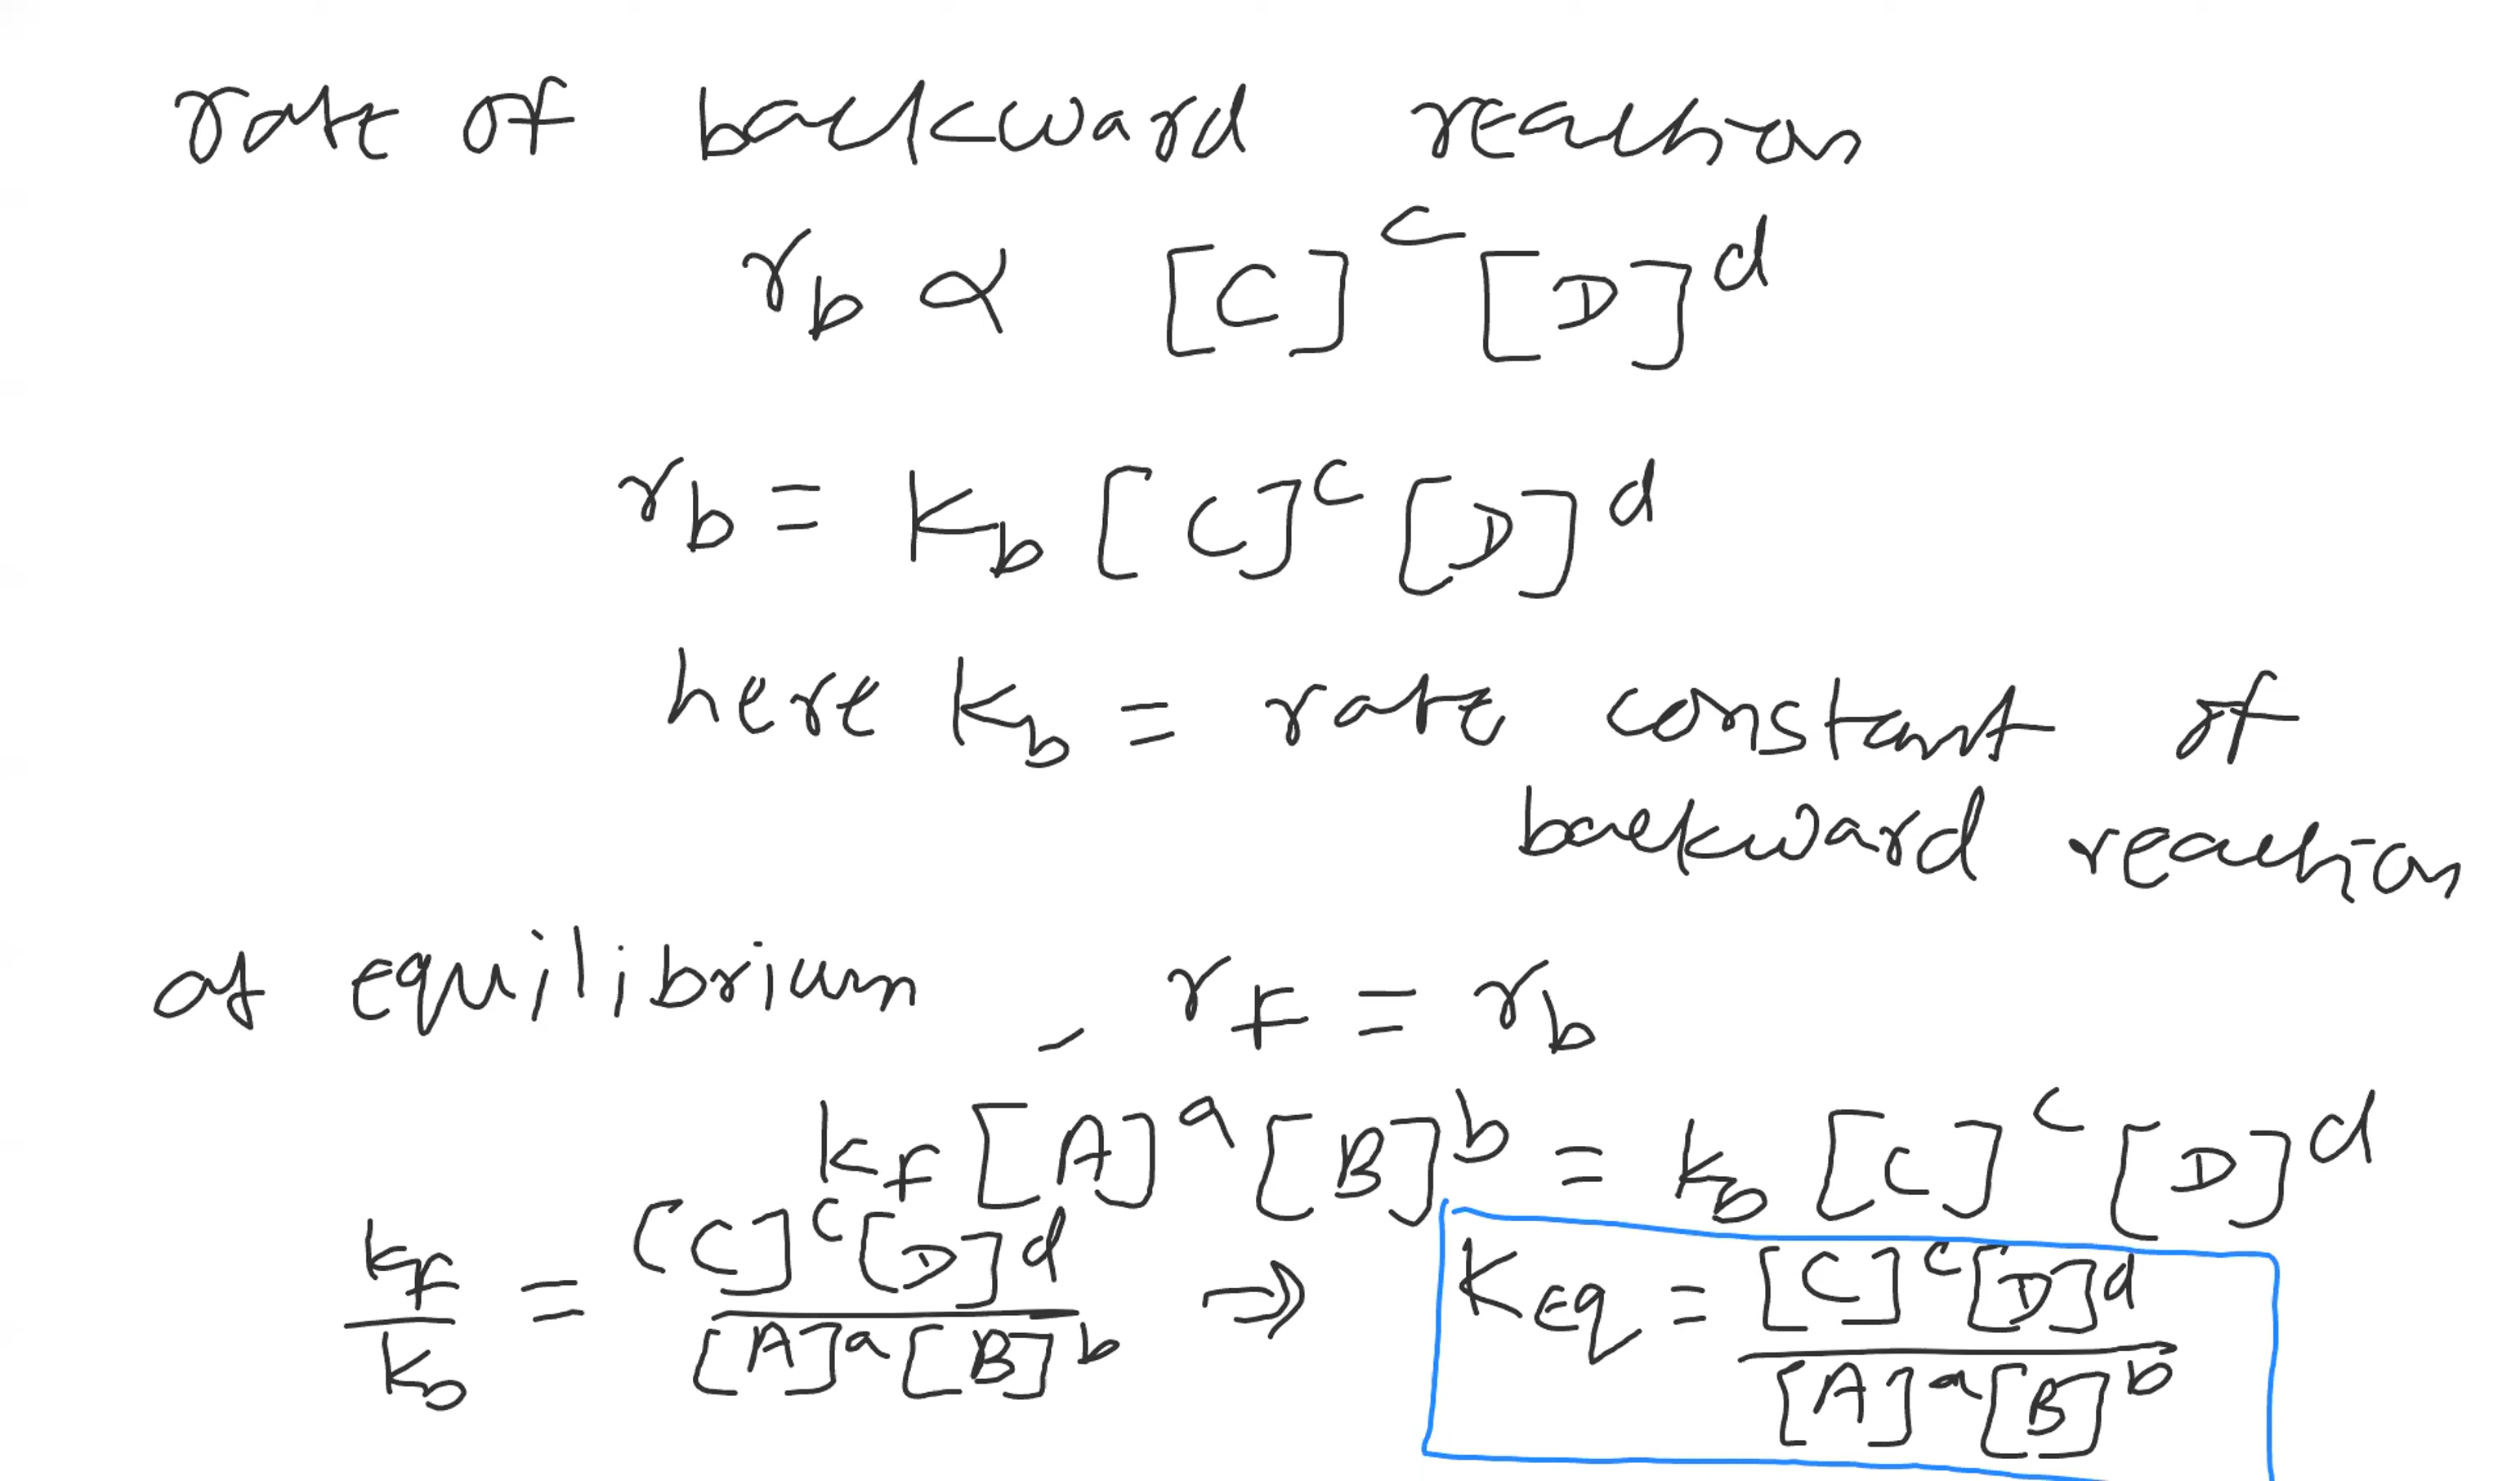 rate of backward reaction
r_b ∝ [C]^c [D]^d
r_b = K_b [C]^c [D]^d
here K_b = rate constant of
backward reaction
at equilibrium, r_F = r_b
k_f [A]^a [B]^b = k_b [C]^c [D]^d
k_f/k_b = [C]^c [D]^d / [A]^a [B]^b ⇒ K_Eq = [C]^c [D]^d / [A]^a [B]^b